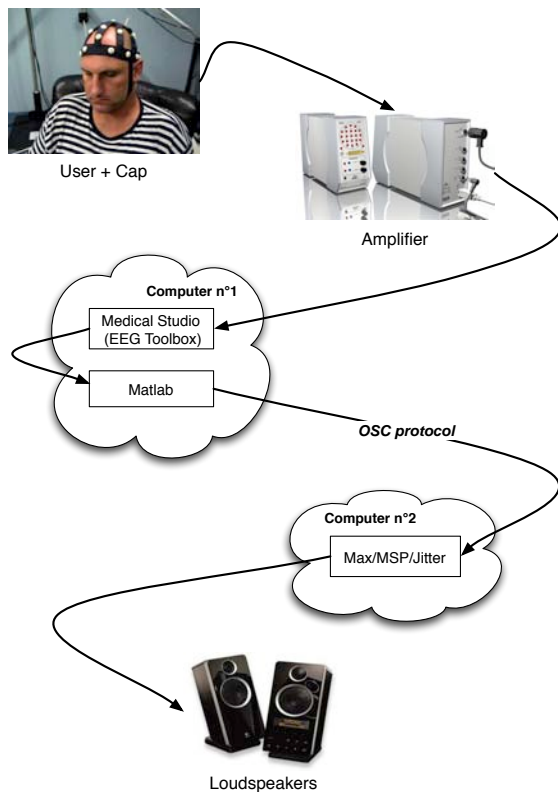 User + Cap
Amplifier
Computer n°1
Medical Studio
(EEG Toolbox)
Matlab
OSC protocol
Computer n°2
Max/MSP/Jitter
Loudspeakers